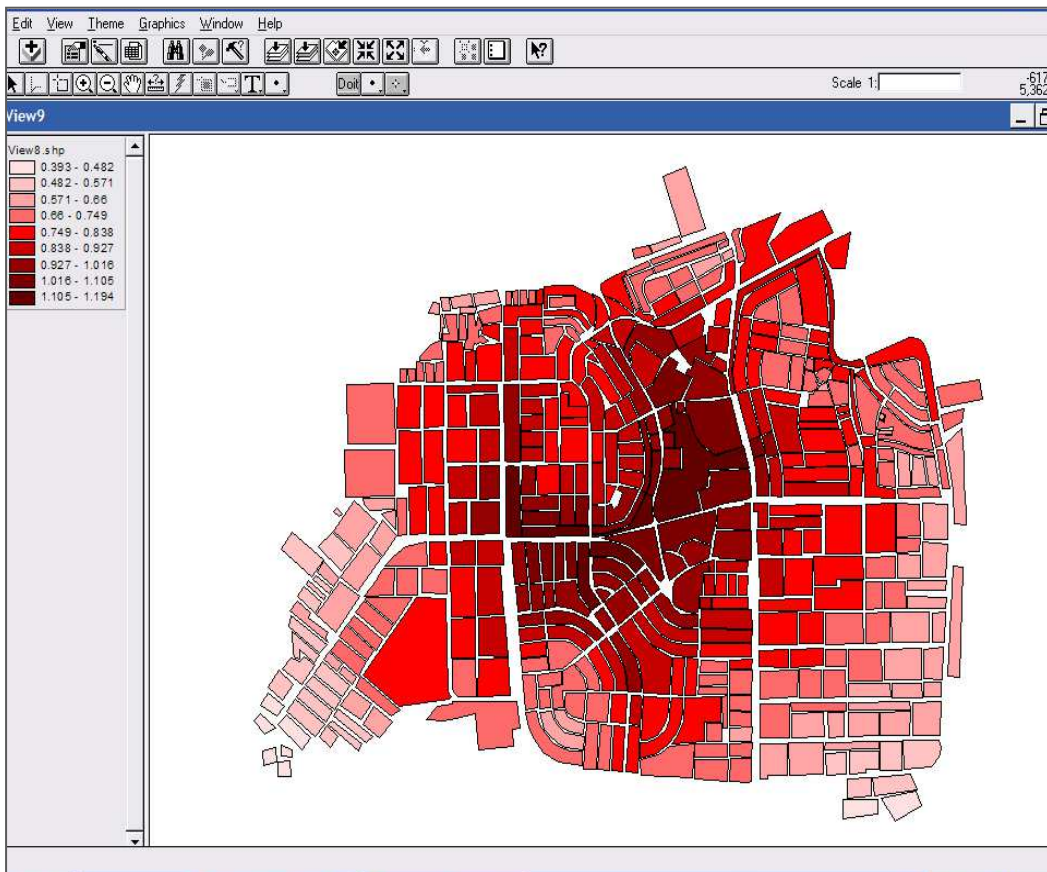 Edit View Theme Graphics Window Help
T
Doit
Scale 1:
-617
5,362
View9
View8.shp
0.393 - 0.482
0.482 - 0.571
0.571 - 0.66
0.66 - 0.749
0.749 - 0.838
0.838 - 0.927
0.927 - 1.016
1.016 - 1.105
1.105 - 1.194